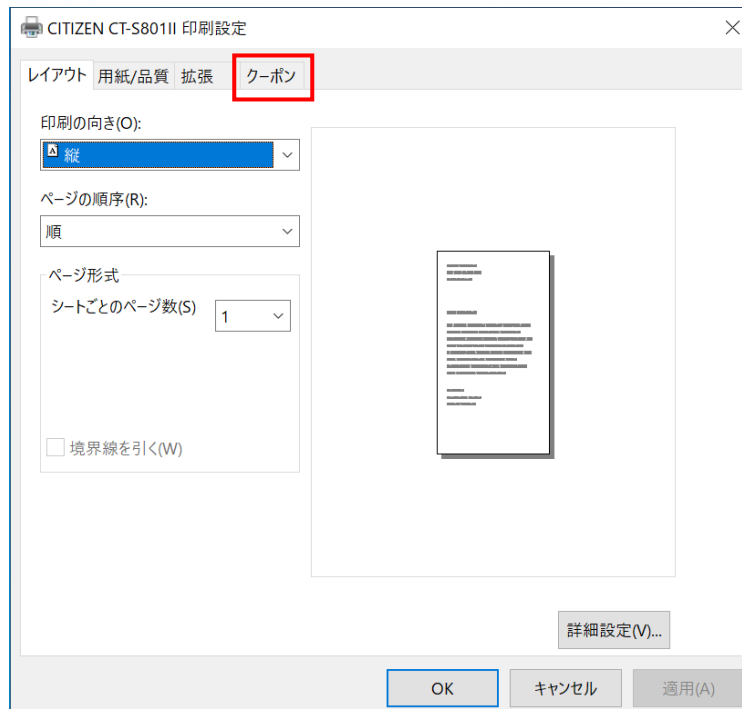 CITIZEN CT-S801II 印刷設定
レイアウト 用紙/品質 拡張 クーポン
印刷の向き(O):
縦
ページの順序(R):
順
ページ形式
シートごとのページ数(S)
1
境界線を引く(W)
詳細設定(V)...
OK キャンセル 適用(A)